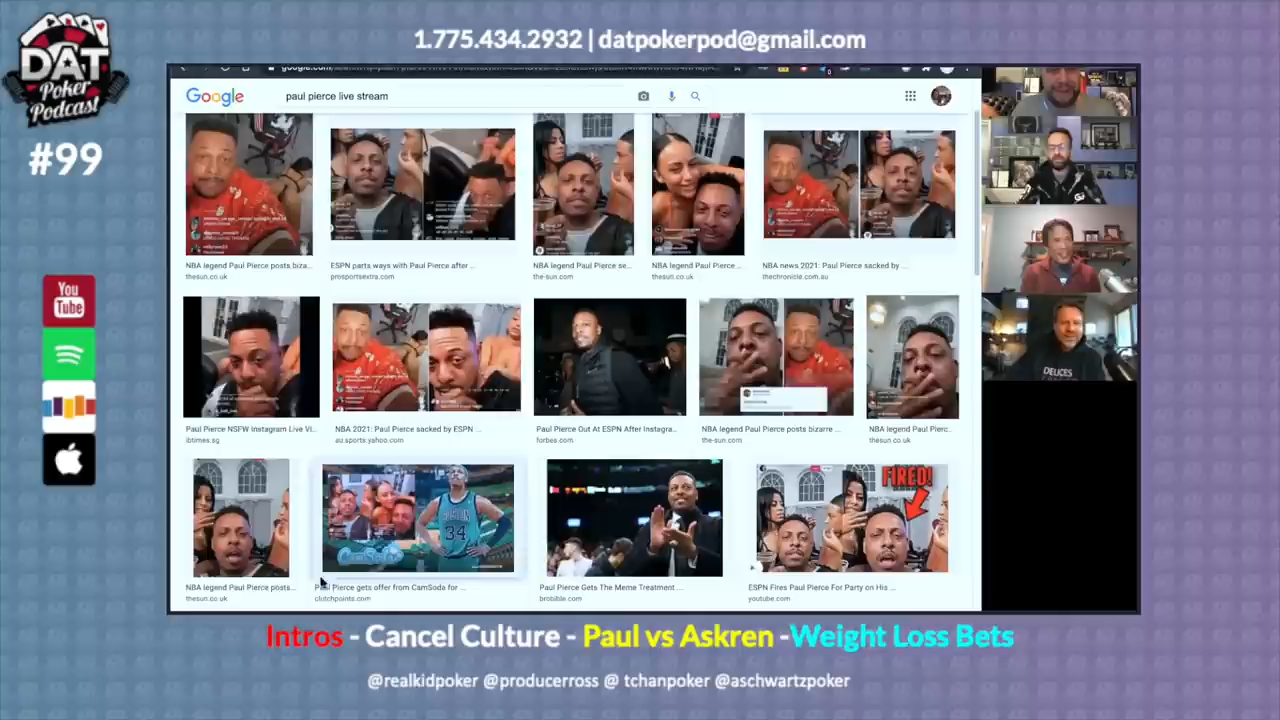 1.775.434.2932 | datpokerpod@gmail.com
DAT
Poker
Podcast
#99
You
Tube
Google
paul pierce live stream
NBA legend Paul Pierce posts biza...
thesun.co.uk
ESPN parts ways with Paul Pierce after ...
prosportsextra.com
NBA legend Paul Pierce se...
the-sun.com
NBA legend Paul Pierce...
thesun.co.uk
NBA news 2021: Paul Pierce sacked by ...
thechronicle.com.au
Paul Pierce NSFW Instagram Live Vi...
ibtimes.sg
NBA 2021: Paul Pierce sacked by ESPN ...
au.sports.yahoo.com
Paul Pierce Out At ESPN After Instagra...
forbes.com
NBA legend Paul Pierce posts bizarre ...
the-sun.com
NBA legend Paul Pierc...
thesun.co.uk
BOSTON
34
CamSoda
FIRED!
DEUCES
NBA legend Paul Pierce posts...
thesun.co.uk
Pierce gets offer from CamSoda for ...
clutchpoints.com
Paul Pierce Gets The Meme Treatment ...
brobible.com
ESPN Fires Paul Pierce For Party on His ...
youtube.com
Intros - Cancel Culture - Paul vs Askren -Weight Loss Bets
@realkidpoker @producerross @ tchanpoker @aschwartzpoker